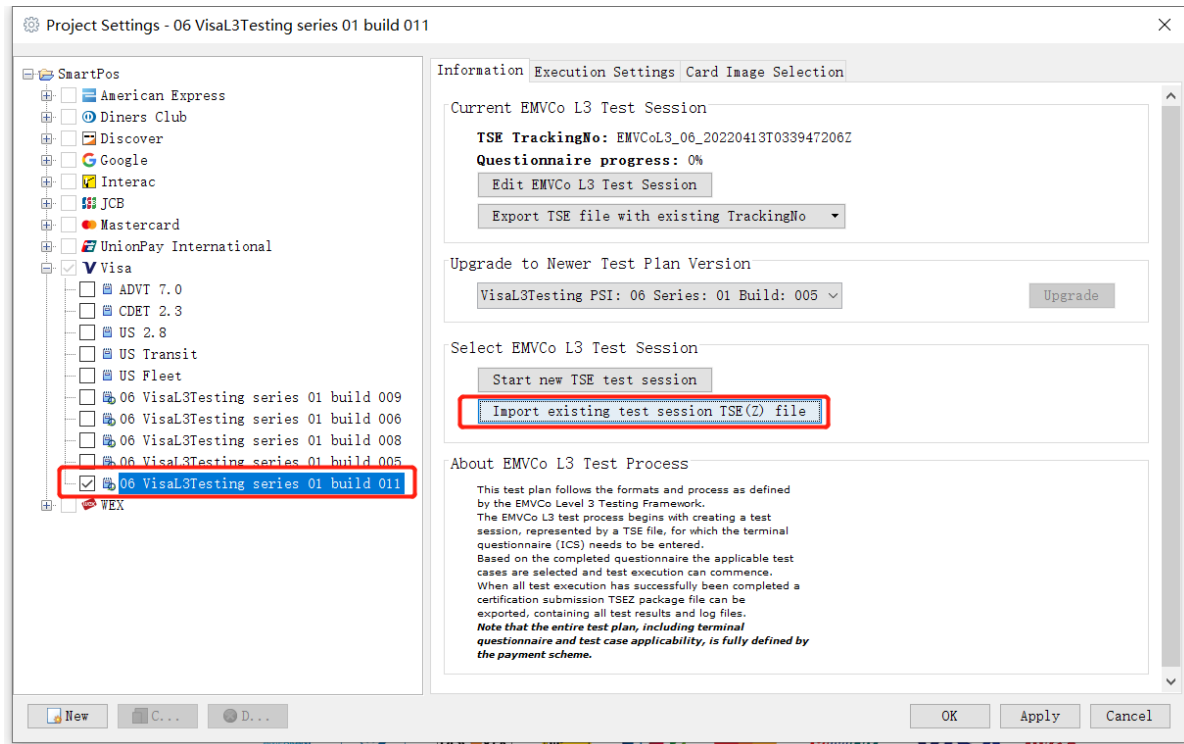 Project Settings - 06 VisaL3Testing series 01 build 011
SmartPos
American Express
Diners Club
Discover
Google
Interac
JCB
Mastercard
UnionPay International
Visa
ADVT 7.0
CDET 2.3
US 2.8
US Transit
US Fleet
06 VisaL3Testing series 01 build 009
06 VisaL3Testing series 01 build 006
06 VisaL3Testing series 01 build 008
06 VisaL3Testing series 01 build 005
06 VisaL3Testing series 01 build 011
WEX
Information Execution Settings Card Image Selection
Current EMVCo L3 Test Session
TSE TrackingNo: EMVCoL3_06_20220413T033947206Z
Questionnaire progress: 0%
Edit EMVCo L3 Test Session
Export TSE file with existing TrackingNo
Upgrade to Newer Test Plan Version
VisaL3Testing PSI: 06 Series: 01 Build: 005
Upgrade
Select EMVCo L3 Test Session
Start new TSE test session
Import existing test session TSE(Z) file
About EMVCo L3 Test Process
This test plan follows the formats and process as defined
by the EMVCo Level 3 Testing Framework.
The EMVCo L3 test process begins with creating a test
session, represented by a TSE file, for which the terminal
questionnaire (ICS) needs to be entered.
Based on the completed questionnaire the applicable test
cases are selected and test execution can commence.
When all test execution has successfully been completed a
certification submission TSEZ package file can be
exported, containing all test results and log files.
Note that the entire test plan, including terminal
questionnaire and test case applicability, is fully defined by
the payment scheme.
New C... D... OK Apply Cancel